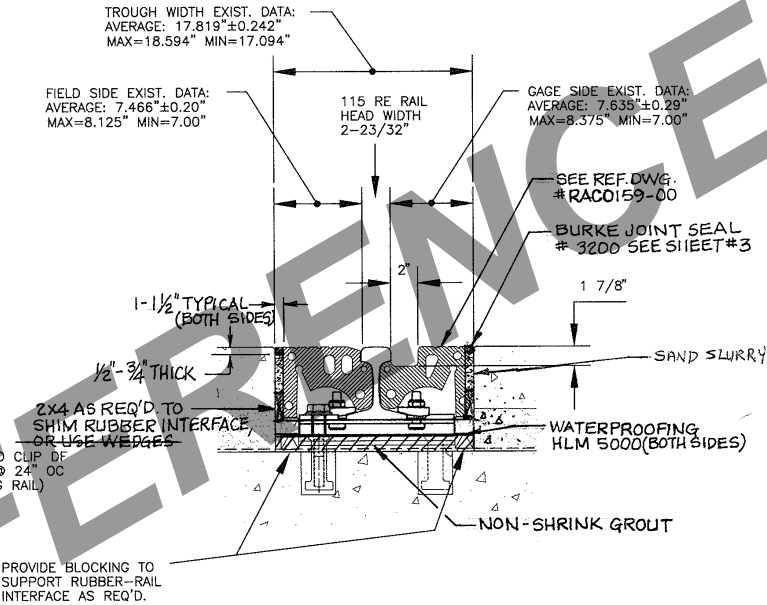 TROUGH WIDTH EXIST. DATA:
AVERAGE: 17.819"±0.242"
MAX=18.594" MIN=17.094"
FIELD SIDE EXIST. DATA:
AVERAGE: 7.466"±0.20"
MAX=8.125" MIN=7.00"
115 RE RAIL
HEAD WIDTH
2-23/32"
GAGE SIDE EXIST. DATA:
AVERAGE: 7.635"±0.29"
MAX=8.375" MIN=7.00"
SEE REF. DWG.
#RAC0159-00
BURKE JOINT SEAL
# 3200 SEE SHEET #3
2"
1 7/8"
1-1½" TYPICAL
(BOTH SIDES)
½"-¾" THICK
SAND SLURRY
2X4 AS REQ'D. TO
SHIM RUBBER INTERFACE,
OR USE WEDGES
D CLIP DF
@ 24" OC
G RAIL)
WATERPROOFING
HLM 5000 (BOTH SIDES)
NON-SHRINK GROUT
PROVIDE BLOCKING TO
SUPPORT RUBBER-RAIL
INTERFACE AS REQ'D.
FERENCE